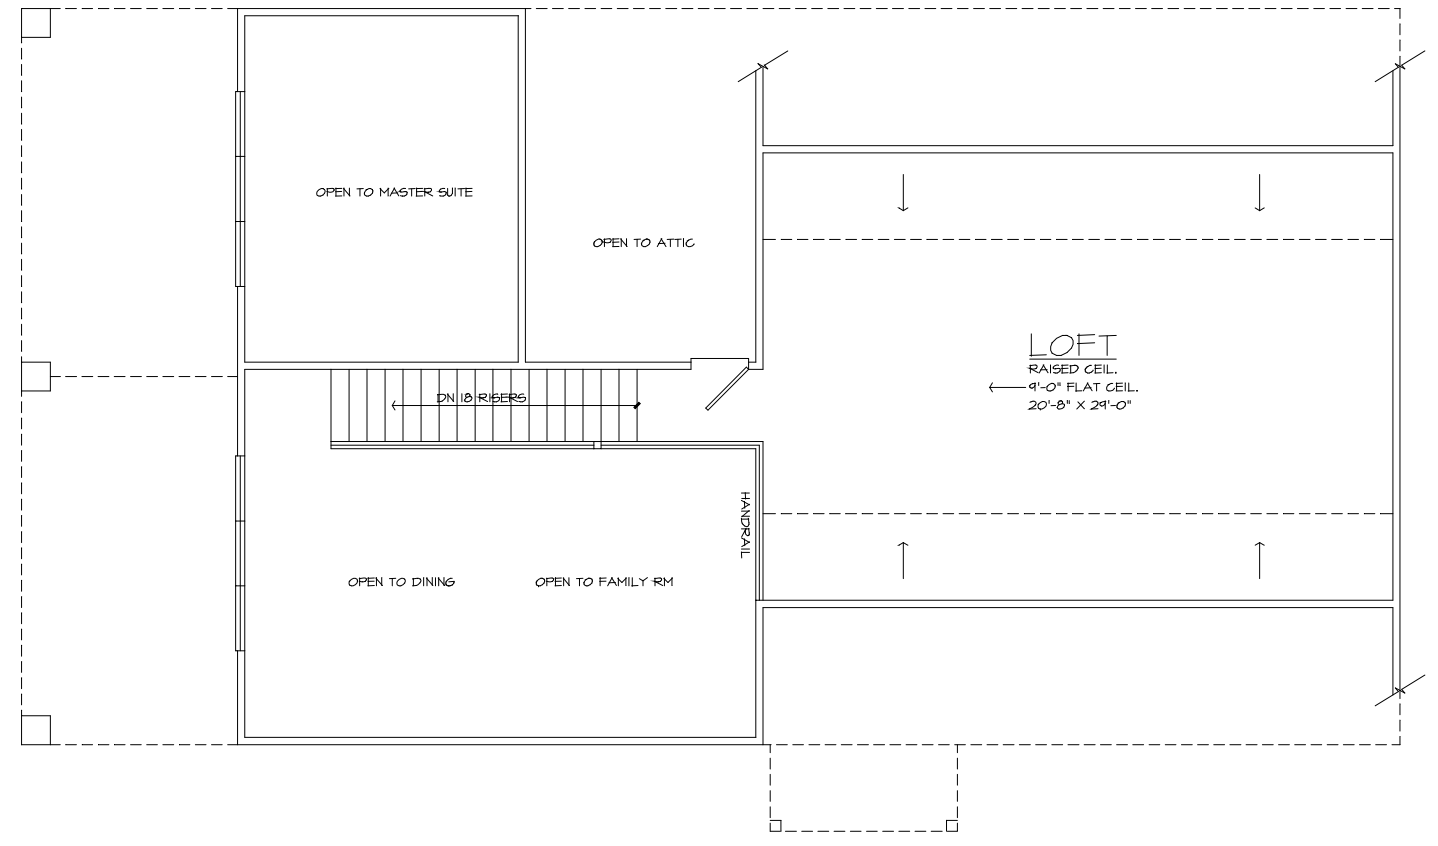 OPEN TO MASTER SUITE
OPEN TO ATTIC
LOFT
RAISED CEIL.
9'-0" FLAT CEIL.
20'-8" X 29'-0"
DN 18 RISERS
HANDRAIL
OPEN TO DINING
OPEN TO FAMILY RM